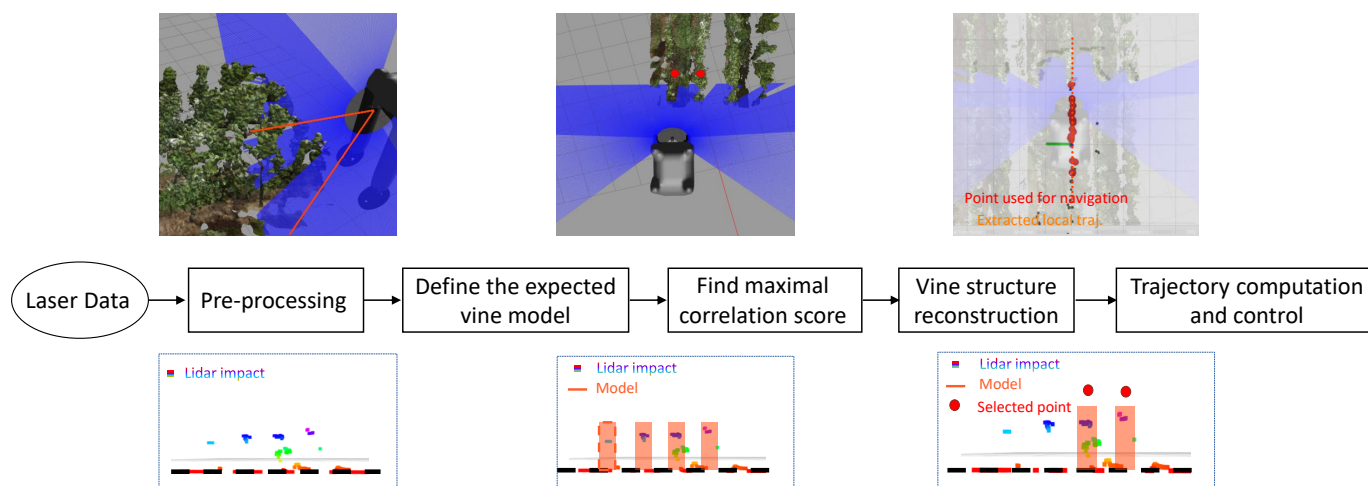 Point used for navigation
Extracted local traj.
Laser Data
Pre-processing
Define the expected
vine model
Find maximal
correlation score
Vine structure
reconstruction
Trajectory computation
and control
Lidar impact
Lidar impact
Model
Lidar impact
Model
Selected point